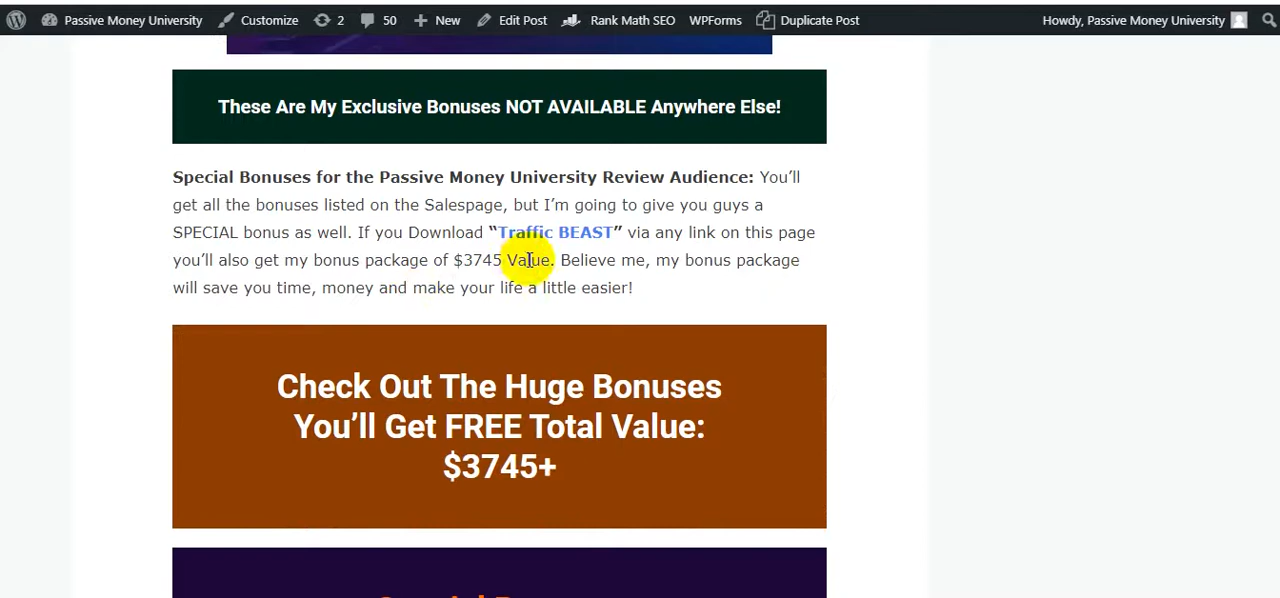 Passive Money University Customize 2 50 New Edit Post Rank Math SEO WPForms Duplicate Post Howdy, Passive Money University
These Are My Exclusive Bonuses NOT AVAILABLE Anywhere Else!
Special Bonuses for the Passive Money University Review Audience: You'll
get all the bonuses listed on the Salespage, but I'm going to give you guys a
SPECIAL bonus as well. If you Download “Traffic BEAST” via any link on this page
you'll also get my bonus package of $3745 Value. Believe me, my bonus package
will save you time, money and make your life a little easier!
Check Out The Huge Bonuses
You'll Get FREE Total Value:
$3745+